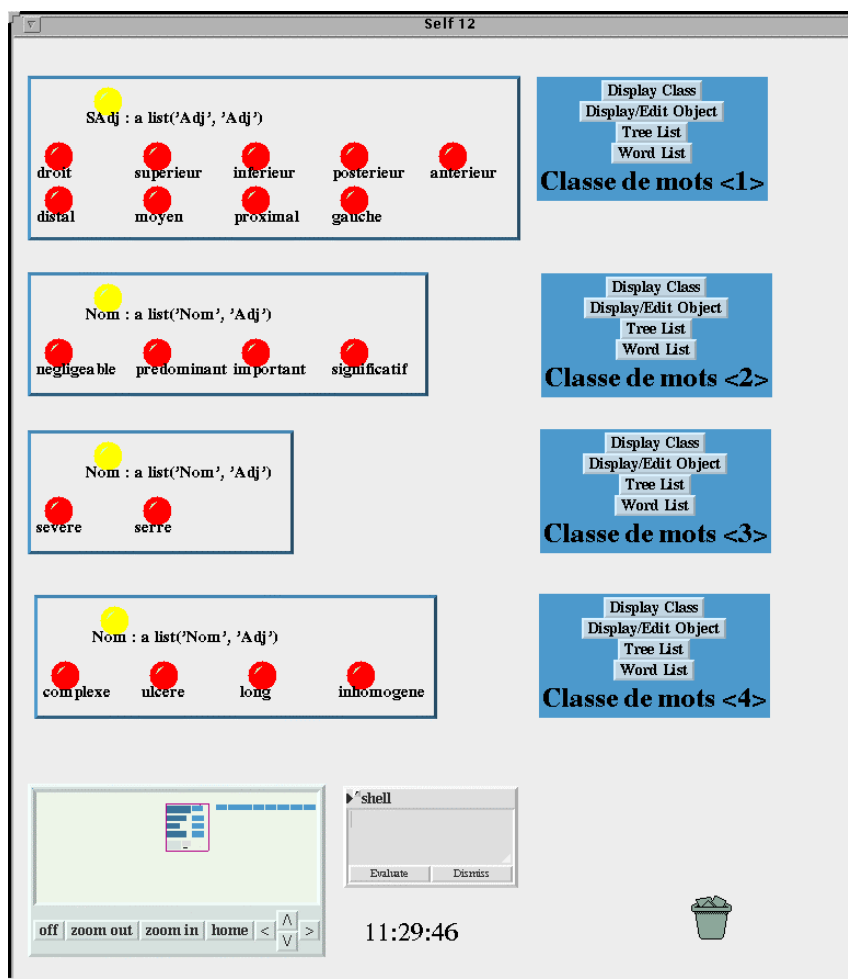 Self 12
SAdj : a list('Adj', 'Adj')
droit superieur inferieur posterieur anterieur
distal moyen proximal gauche
Display Class
Display/Edit Object
Tree List
Word List
Classe de mots <1>
Nom : a list('Nom', 'Adj')
negligeable predominant important significatif
Display Class
Display/Edit Object
Tree List
Word List
Classe de mots <2>
Nom : a list('Nom', 'Adj')
severe serre
Display Class
Display/Edit Object
Tree List
Word List
Classe de mots <3>
Nom : a list('Nom', 'Adj')
complexe ulcere long inhomogene
Display Class
Display/Edit Object
Tree List
Word List
Classe de mots <4>
off zoom out zoom in home < > 
shell
Evaluate Dismiss
11:29:46